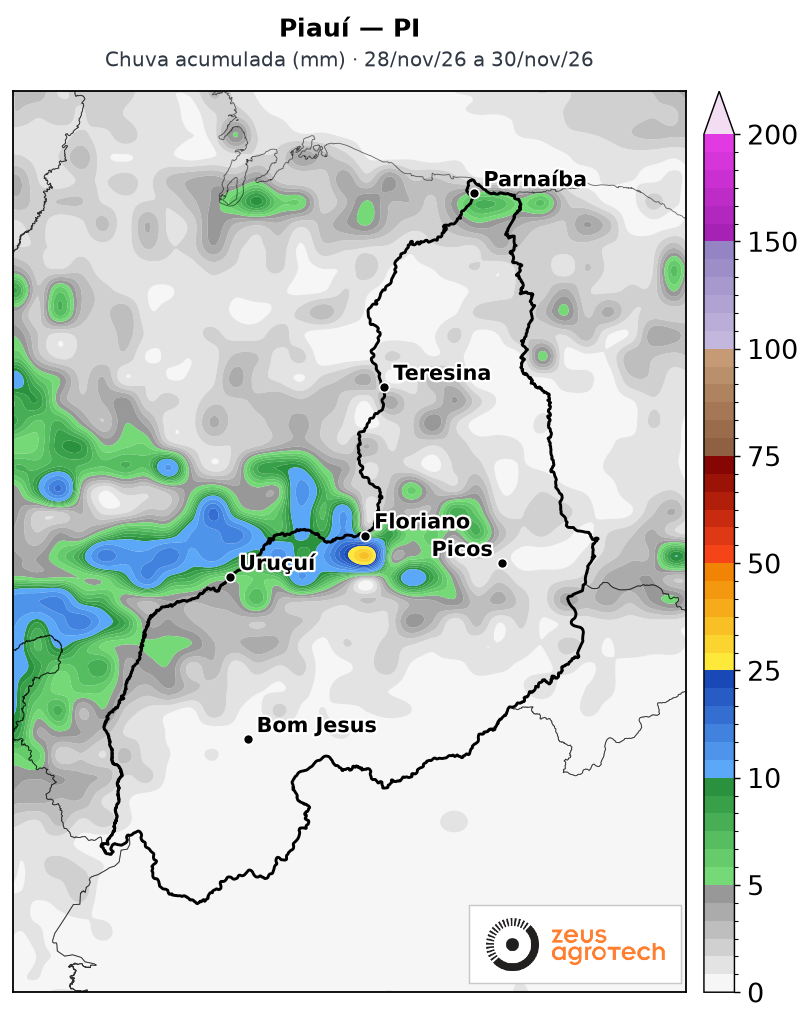 Piauí — PI
Chuva acumulada (mm) · 28/nov/26 a 30/nov/26
200
150
100
75
50
25
10
5
0
Parnaíba
Teresina
Floriano
Picos
Uruçuí
Bom Jesus
zeus
agrotech